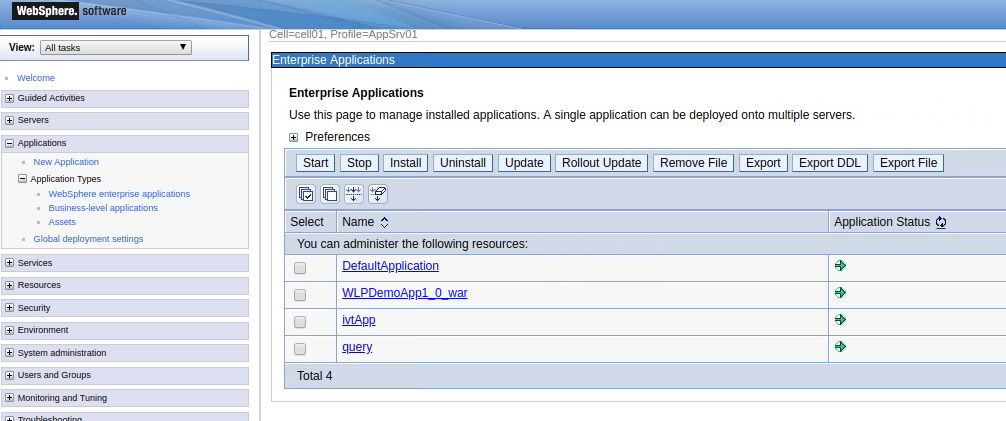 WebSphere. software
View: All tasks
Welcome
Guided Activities
Servers
Applications
New Application
Application Types
WebSphere enterprise applications
Business-level applications
Assets
Global deployment settings
Services
Resources
Security
Environment
System administration
Users and Groups
Monitoring and Tuning
Troubleshooting
Cell=cell01, Profile=AppSrv01
Enterprise Applications
Enterprise Applications
Use this page to manage installed applications. A single application can be deployed onto multiple servers.
Preferences
Start Stop Install Uninstall Update Rollout Update Remove File Export Export DDL Export File
Select Name Application Status
You can administer the following resources:
DefaultApplication
WLPDemoApp1_0_war
ivtApp
query
Total 4